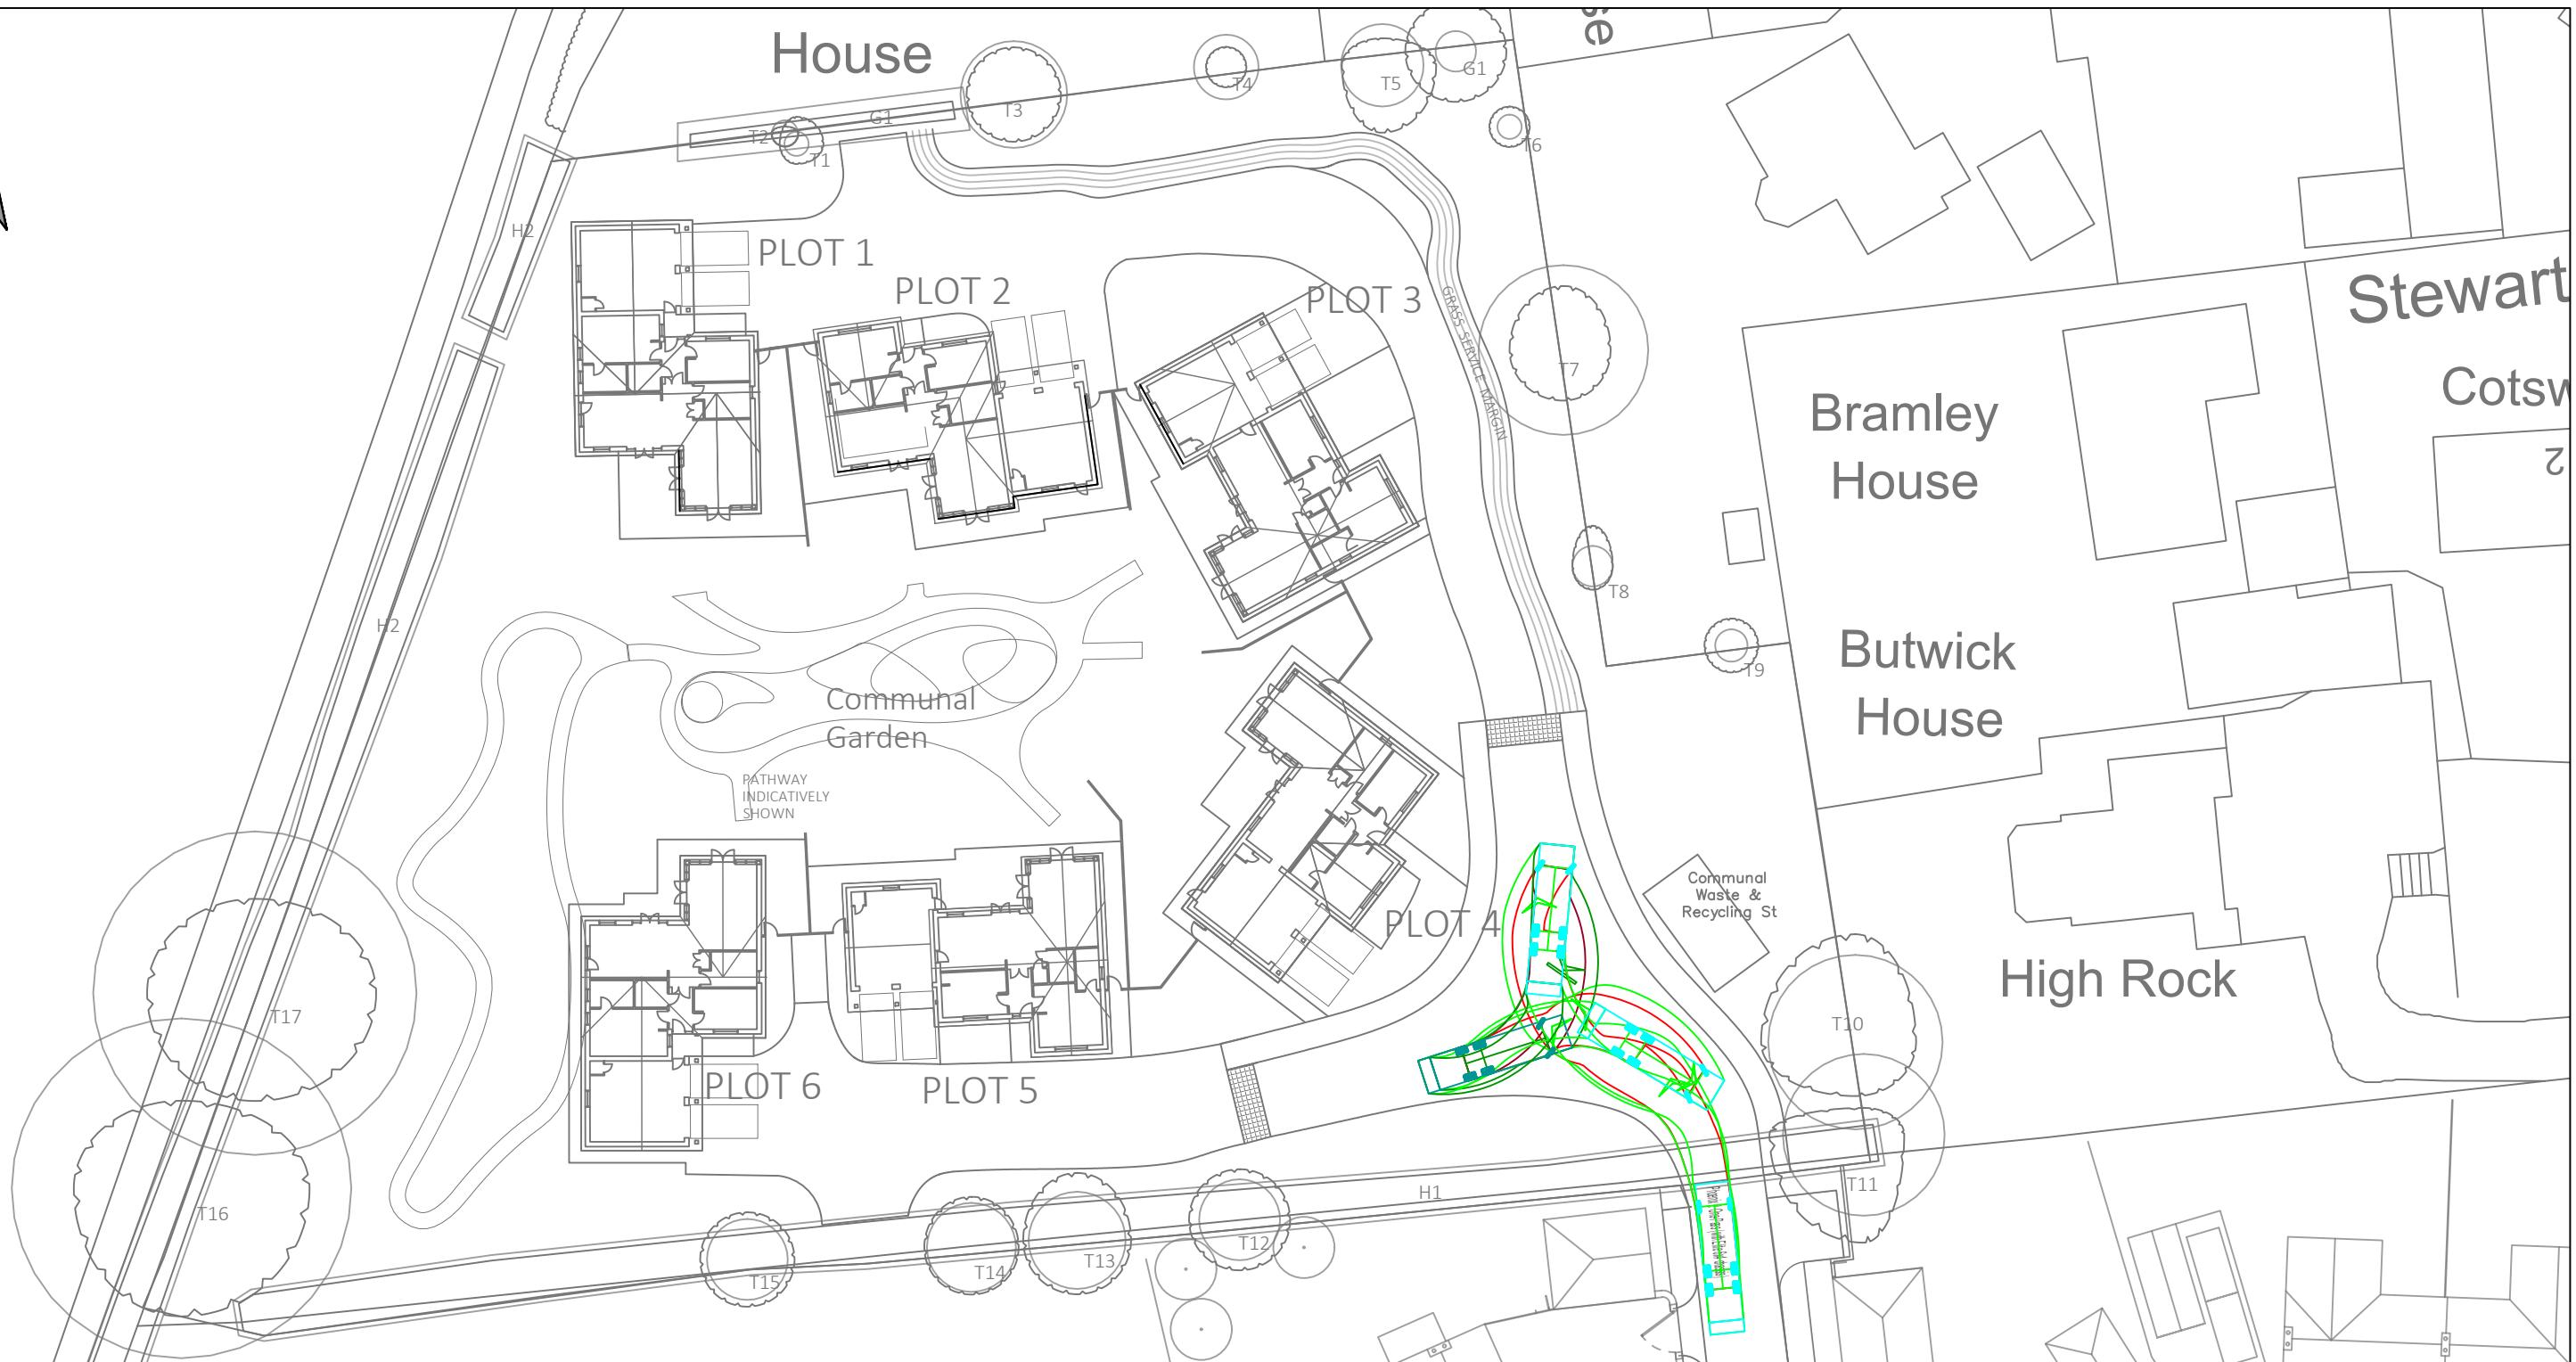 House
se
T3
T4
T5
G1
G1
T2
T1
T6
H2
PLOT 1
PLOT 2
PLOT 3
Stewart
GRASS SERVICE MARGIN
T7
Bramley
House
Cotsw
2
T8
H2
Butwick
House
T9
Communal
Garden
PATHWAY
INDICATIVELY
SHOWN
Communal
Waste &
Recycling St
PLOT 4
High Rock
T10
T17
PLOT 6
PLOT 5
T16
H1
T11
T15
T14
T13
T12